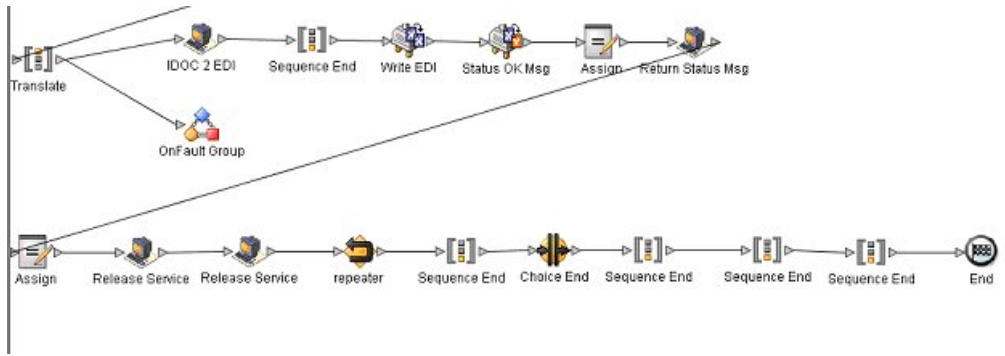 Translate
IDOC 2 EDI
Sequence End
Write EDI
Status OK Msg
Assign
Return Status Msg
OnFault Group
Assign
Release Service
Release Service
repeater
Sequence End
Choice End
Sequence End
Sequence End
Sequence End
End